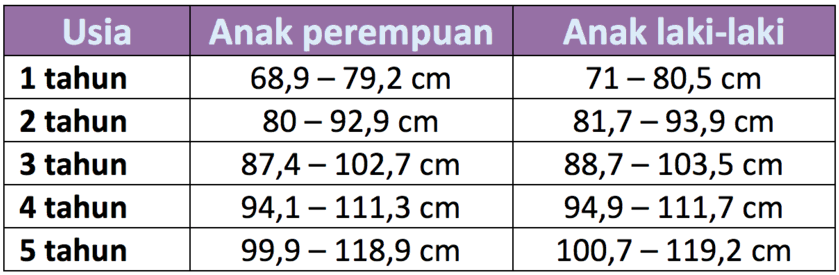 Usia Anak perempuan Anak laki-laki
1 tahun 68,9 – 79,2 cm 71 – 80,5 cm
2 tahun 80 – 92,9 cm 81,7 – 93,9 cm
3 tahun 87,4 – 102,7 cm 88,7 – 103,5 cm
4 tahun 94,1 – 111,3 cm 94,9 – 111,7 cm
5 tahun 99,9 – 118,9 cm 100,7 – 119,2 cm